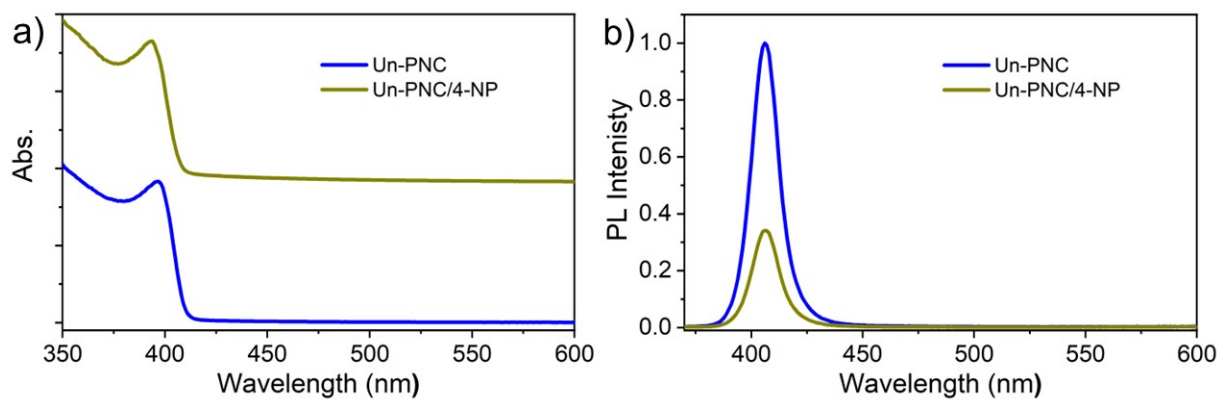 a)
Un-PNC
Un-PNC/4-NP
Abs.
350 400 450 500 550 600
Wavelength (nm)
b)
1.0
0.8
0.6
0.4
0.2
0.0
Un-PNC
Un-PNC/4-NP
PL Intenisty
400 450 500 550 600
Wavelength (nm)